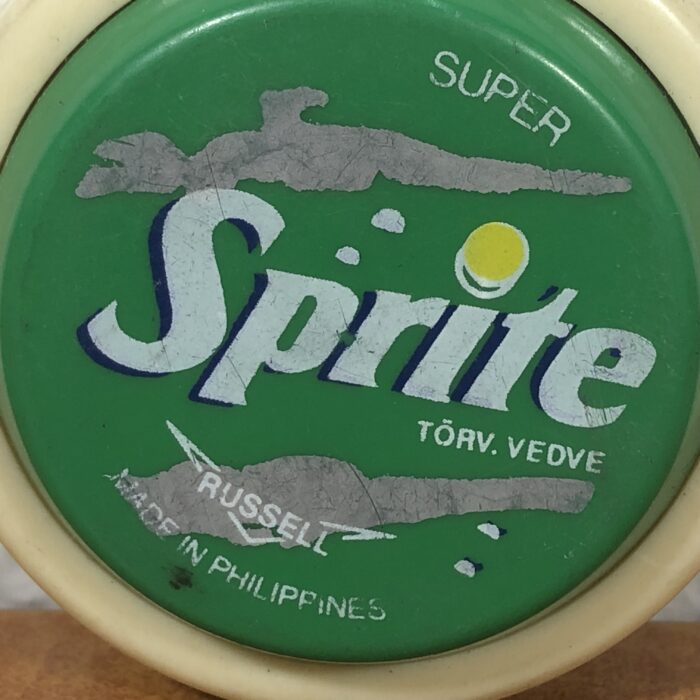 SUPER
Sprite
TÖRV. VEDVE
RUSSELL
MADE IN PHILIPPINES